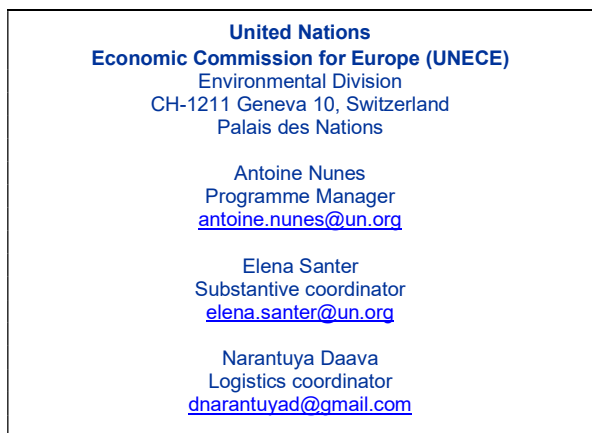 United Nations
Economic Commission for Europe (UNECE)
Environmental Division
CH-1211 Geneva 10, Switzerland
Palais des Nations
Antoine Nunes
Programme Manager
antoine.nunes@un.org
Elena Santer
Substantive coordinator
elena.santer@un.org
Narantuya Daava
Logistics coordinator
dnarantuyad@gmail.com